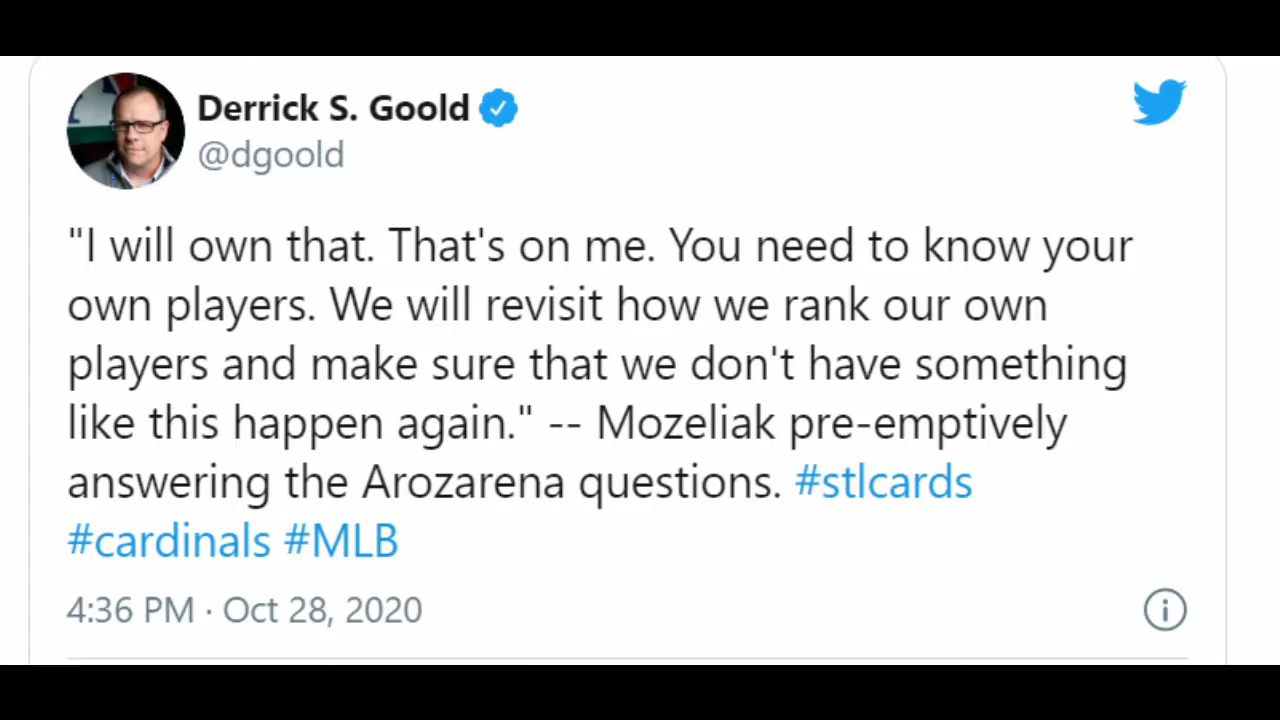 Derrick S. Goold
@dgoold
"I will own that. That's on me. You need to know your
own players. We will revisit how we rank our own
players and make sure that we don't have something
like this happen again." -- Mozeliak pre-emptively
answering the Arozarena questions. #stlcards
#cardinals #MLB
4:36 PM · Oct 28, 2020